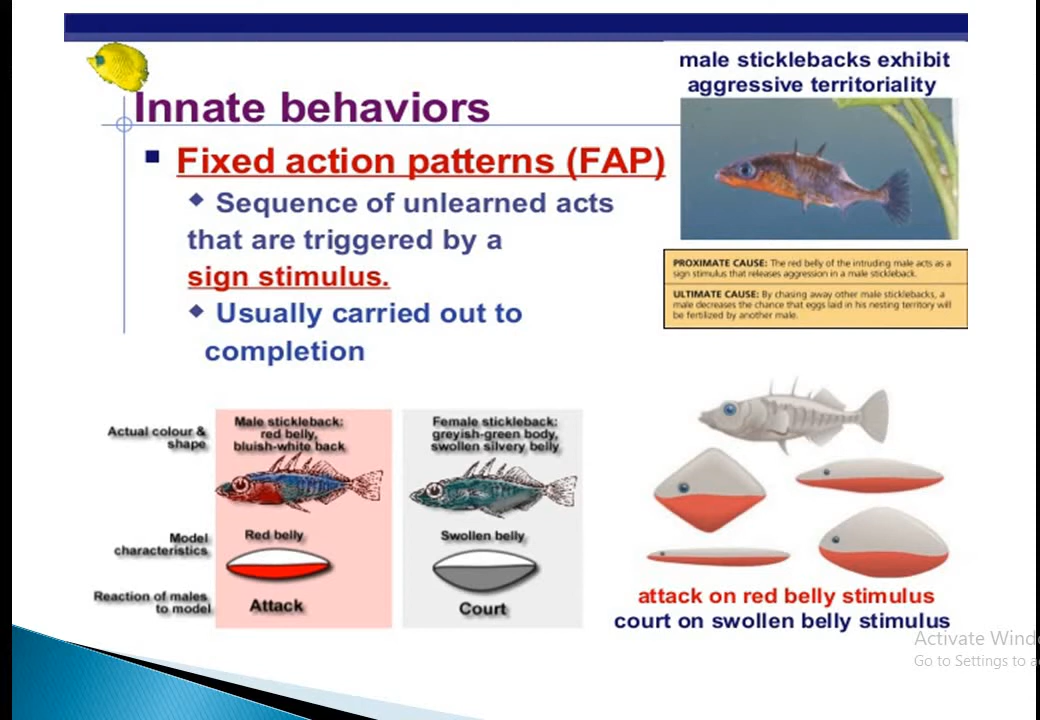 male sticklebacks exhibit
aggressive territoriality
Innate behaviors
Fixed action patterns (FAP)
Sequence of unlearned acts
that are triggered by a
sign stimulus.
Usually carried out to
completion
PROXIMATE CAUSE: The red belly of the intruding male acts as a
sign stimulus that releases aggression in a male stickleback.
ULTIMATE CAUSE: By chasing away other male sticklebacks, a
male decreases the chance that eggs laid in his nesting territory will
be fertilized by another male.
Actual colour &
shape
Male stickleback:
red belly,
bluish-white back
Female stickleback:
greyish-green body,
swollen silvery belly
Model
characteristics
Red belly
Swollen belly
Reaction of males
to model
Attack
Court
attack on red belly stimulus
court on swollen belly stimulus
Activate Wind
Go to Settings to a